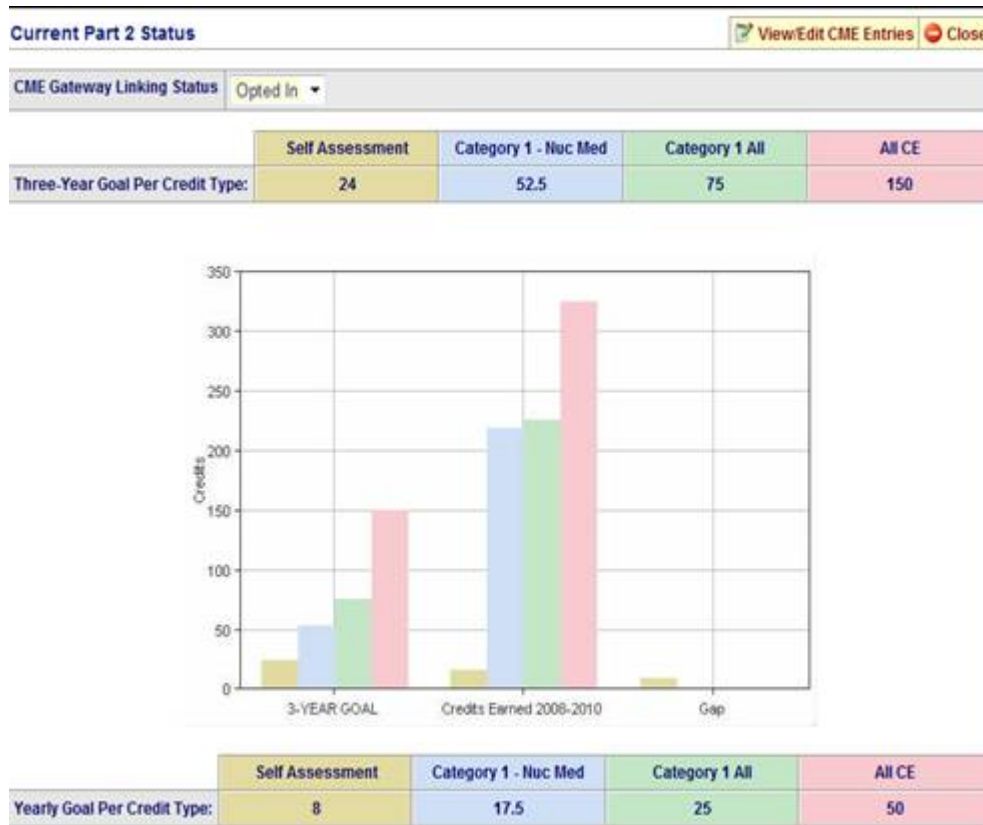 Current Part 2 Status View/Edit CME Entries Close
CME Gateway Linking Status Opted In
Self Assessment Category 1 - Nuc Med Category 1 All All CE
Three-Year Goal Per Credit Type: 24 52.5 75 150
350
300
250
200
150
100
50
0
Credits
3-YEAR GOAL Credits Earned 2008-2010 Gap
Self Assessment Category 1 - Nuc Med Category 1 All All CE
Yearly Goal Per Credit Type: 8 17.5 25 50